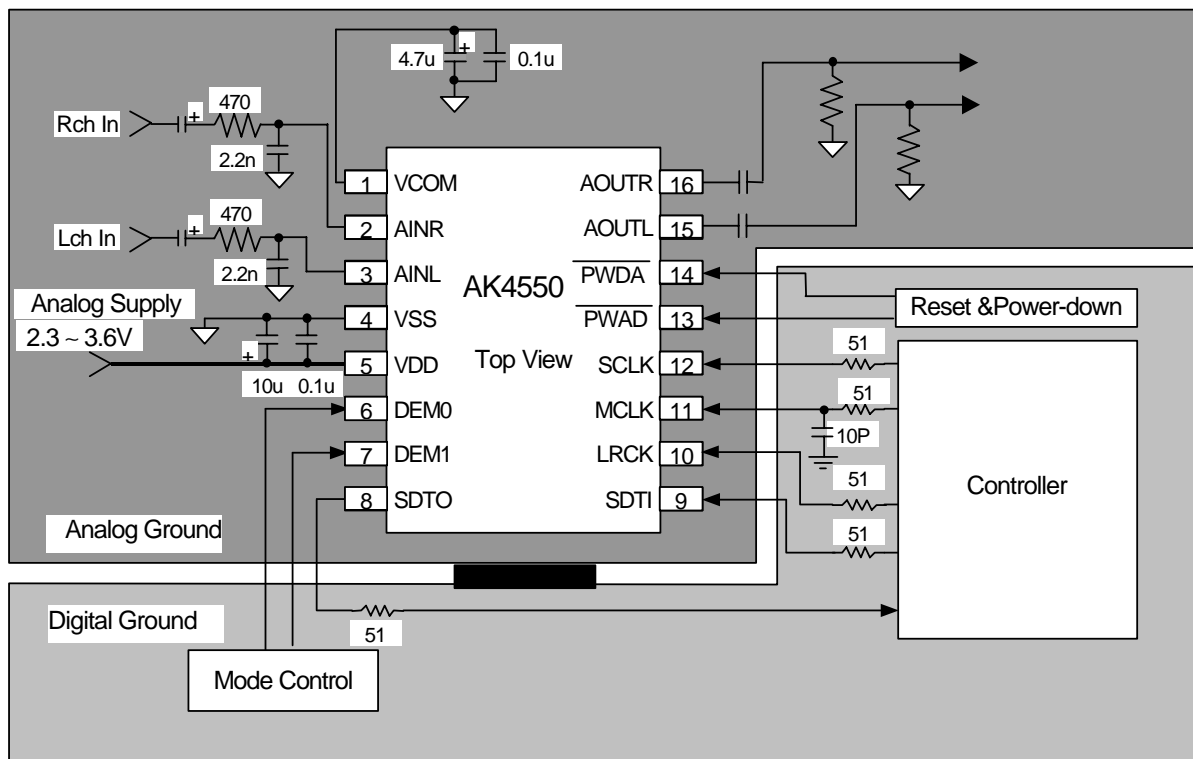 4.7u
+
0.1u
Rch In
+
470
2.2n
Lch In
+
470
2.2n
Analog Supply
2.3 ~ 3.6V
+
10u
0.1u
1
VCOM
2
AINR
3
AINL
4
VSS
5
VDD
6
DEM0
7
DEM1
8
SDTO
AK4550
Top View
AOUTR
16
AOUTL
15
PWDA
14
PWAD
13
SCLK
12
MCLK
11
LRCK
10
SDTI
9
Reset &Power-down
51
51
10P
51
51
Controller
Analog Ground
Digital Ground
51
Mode Control